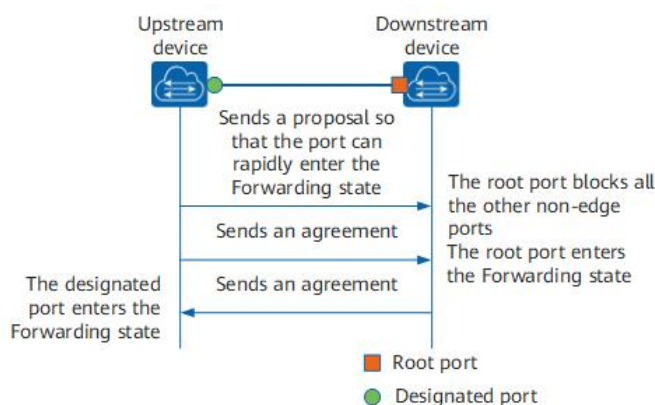 Upstream
device
Downstream
device
Sends a proposal so
that the port can
rapidly enter the
Forwarding state
The root port blocks all
the other non-edge
ports
Sends an agreement
The root port enters
the Forwarding state
The designated
port enters the
Forwarding state
Sends an agreement
Root port
Designated port